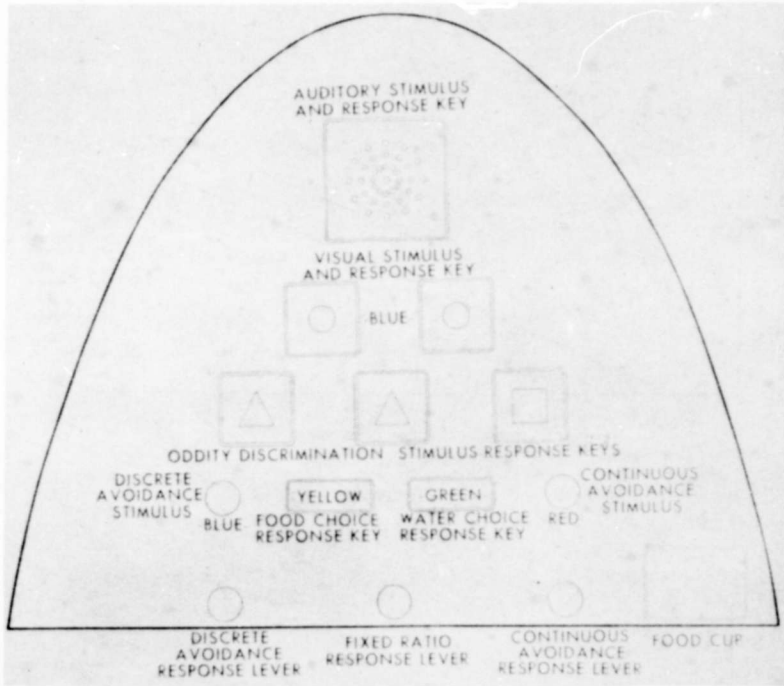 AUDITORY STIMULUS
AND RESPONSE KEY
VISUAL STIMULUS
AND RESPONSE KEY
BLUE
ODDITY DISCRIMINATION STIMULUS RESPONSE KEYS
DISCRETE
AVOIDANCE
STIMULUS
BLUE
YELLOW
FOOD CHOICE
RESPONSE KEY
GREEN
WATER CHOICE
RESPONSE KEY
RED
CONTINUOUS
AVOIDANCE
STIMULUS
DISCRETE
AVOIDANCE
RESPONSE LEVER
FIXED RATIO
RESPONSE LEVER
CONTINUOUS
AVOIDANCE
RESPONSE LEVER
FOOD CUP